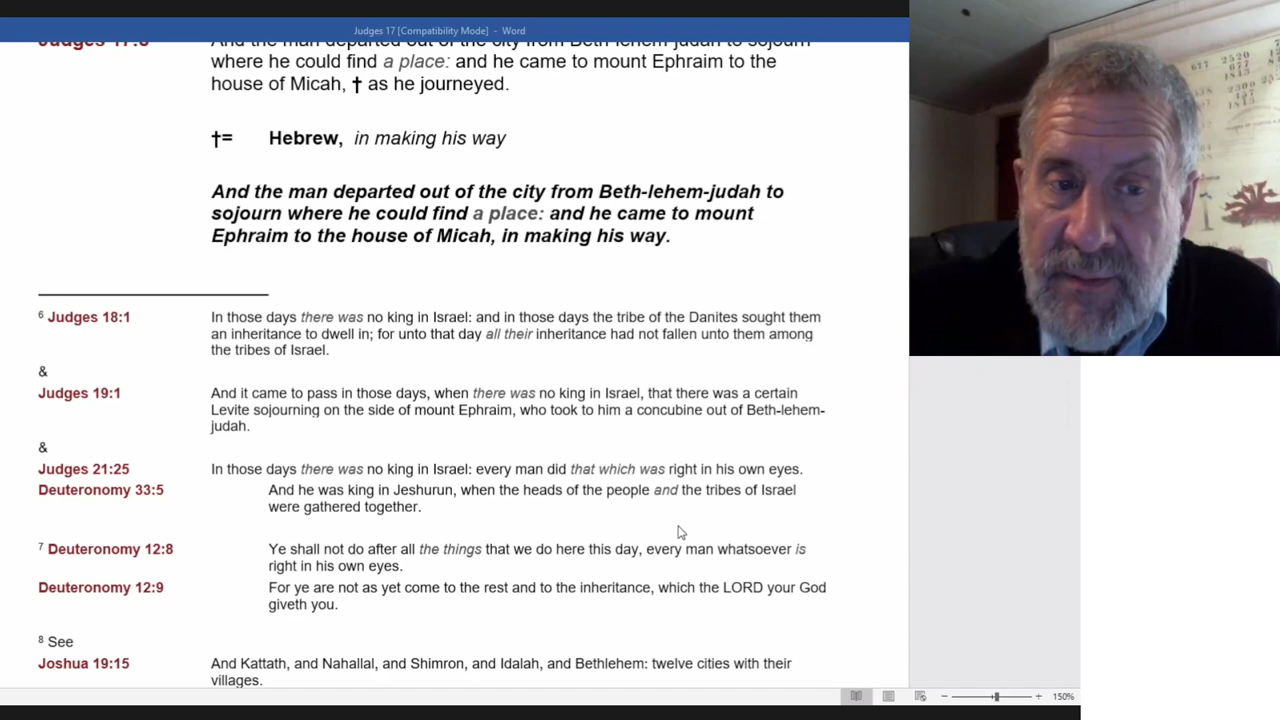 Judges 17 [Compatibility Mode] - Word
Judges 17:8 And the man departed out of the city from Beth-lehem-judah to sojourn
where he could find a place: and he came to mount Ephraim to the
house of Micah, † as he journeyed.
†= Hebrew, in making his way
And the man departed out of the city from Beth-lehem-judah to
sojourn where he could find a place: and he came to mount
Ephraim to the house of Micah, in making his way.
6 Judges 18:1 In those days there was no king in Israel: and in those days the tribe of the Danites sought them
an inheritance to dwell in; for unto that day all their inheritance had not fallen unto them among
the tribes of Israel.
&
Judges 19:1 And it came to pass in those days, when there was no king in Israel, that there was a certain
Levite sojourning on the side of mount Ephraim, who took to him a concubine out of Beth-lehem-
judah.
&
Judges 21:25 In those days there was no king in Israel: every man did that which was right in his own eyes.
Deuteronomy 33:5 And he was king in Jeshurun, when the heads of the people and the tribes of Israel
were gathered together.
7 Deuteronomy 12:8 Ye shall not do after all the things that we do here this day, every man whatsoever is
right in his own eyes.
Deuteronomy 12:9 For ye are not as yet come to the rest and to the inheritance, which the LORD your God
giveth you.
8 See
Joshua 19:15 And Kattath, and Nahallal, and Shimron, and Idalah, and Bethlehem: twelve cities with their
villages.
150%
677 2520
677
1843